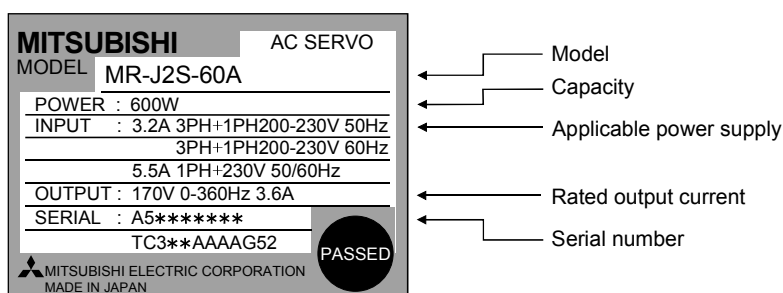 MITSUBISHI AC SERVO
MODEL MR-J2S-60A
POWER : 600W
INPUT : 3.2A 3PH+1PH200-230V 50Hz
3PH+1PH200-230V 60Hz
5.5A 1PH+230V 50/60Hz
OUTPUT : 170V 0-360Hz 3.6A
SERIAL : A5*******
TC3**AAAAG52
PASSED
MITSUBISHI ELECTRIC CORPORATION
MADE IN JAPAN
Model
Capacity
Applicable power supply
Rated output current
Serial number